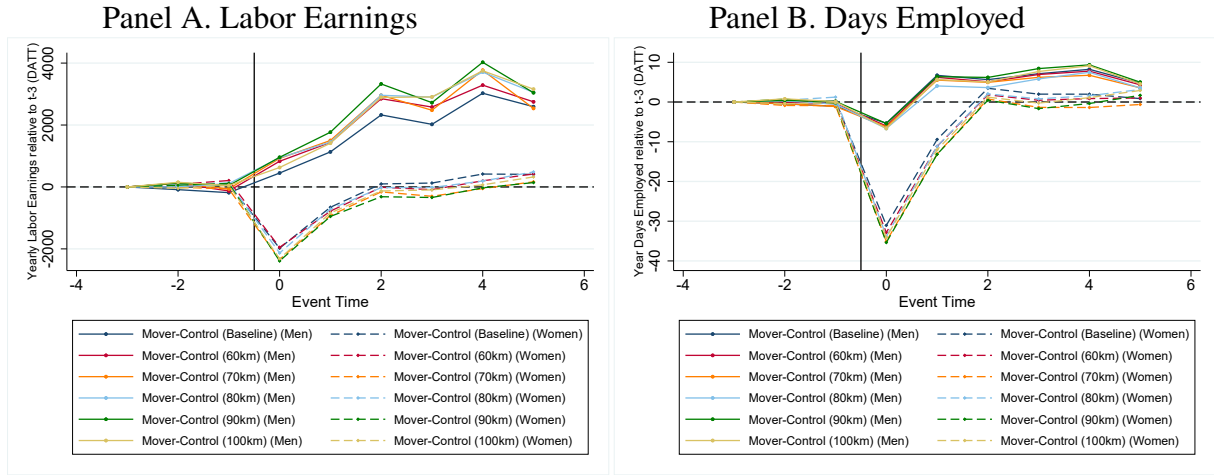 Panel A. Labor Earnings
Yearly Labor Earnings relative to t-3 (DATT)
4000
2000
0
-2000
-4
-2
0
2
4
6
Event Time
Mover-Control (Baseline) (Men)
Mover-Control (Baseline) (Women)
Mover-Control (60km) (Men)
Mover-Control (60km) (Women)
Mover-Control (70km) (Men)
Mover-Control (70km) (Women)
Mover-Control (80km) (Men)
Mover-Control (80km) (Women)
Mover-Control (90km) (Men)
Mover-Control (90km) (Women)
Mover-Control (100km) (Men)
Mover-Control (100km) (Women)
Panel B. Days Employed
Year Days Employed relative to t-3 (DATT)
10
0
-10
-20
-30
-40
-4
-2
0
2
4
6
Event Time
Mover-Control (Baseline) (Men)
Mover-Control (Baseline) (Women)
Mover-Control (60km) (Men)
Mover-Control (60km) (Women)
Mover-Control (70km) (Men)
Mover-Control (70km) (Women)
Mover-Control (80km) (Men)
Mover-Control (80km) (Women)
Mover-Control (90km) (Men)
Mover-Control (90km) (Women)
Mover-Control (100km) (Men)
Mover-Control (100km) (Women)